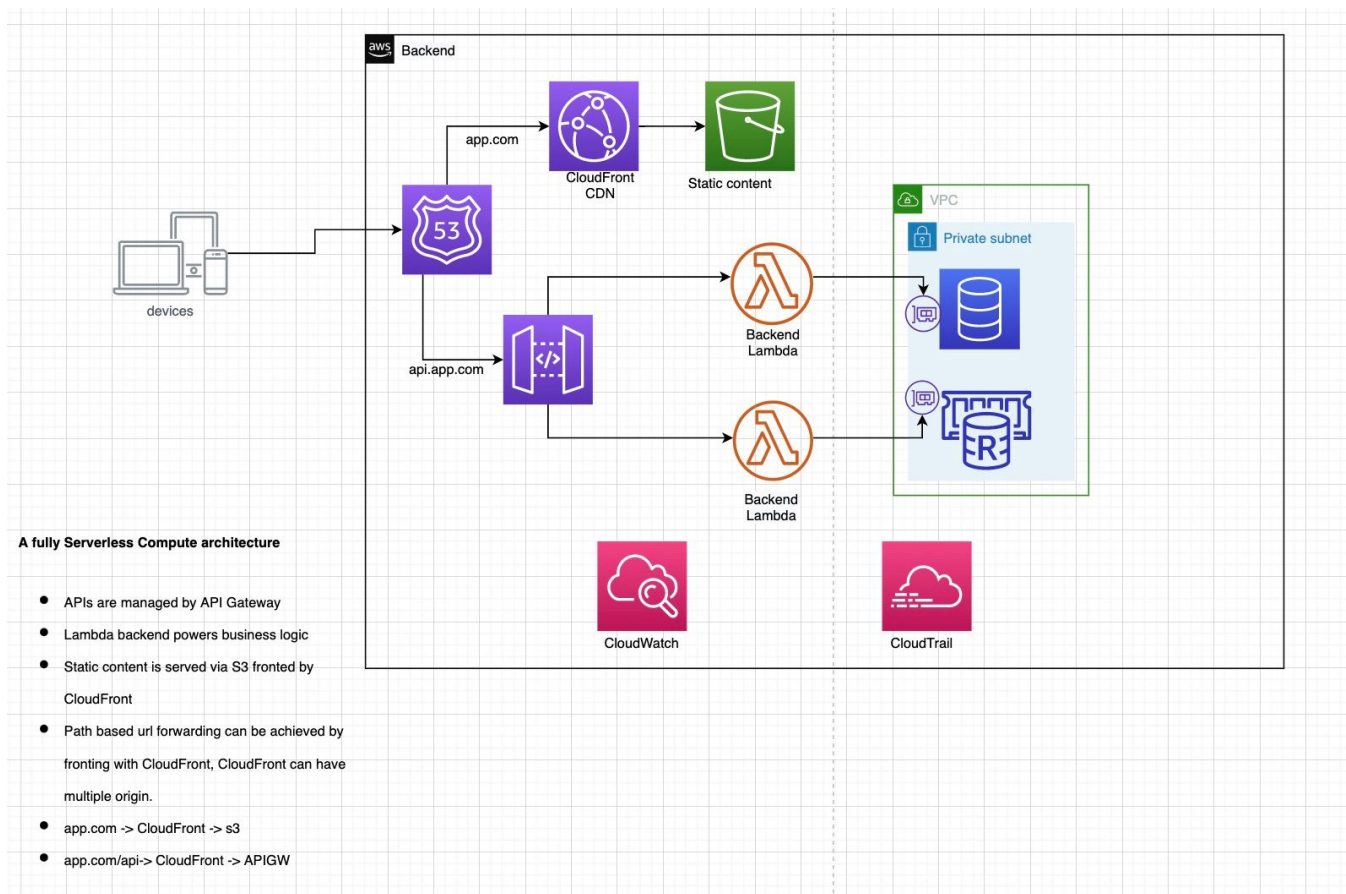 aws
Backend
app.com
CloudFront
CDN
Static content
53
devices
VPC
Private subnet
Backend
Lambda
api.app.com
</>
R
Backend
Lambda
CloudWatch
CloudTrail
A fully Serverless Compute architecture
APIs are managed by API Gateway
Lambda backend powers business logic
Static content is served via S3 fronted by
CloudFront
Path based url forwarding can be achieved by
fronting with CloudFront, CloudFront can have
multiple origin.
app.com -> CloudFront -> s3
app.com/api-> CloudFront -> APIGW